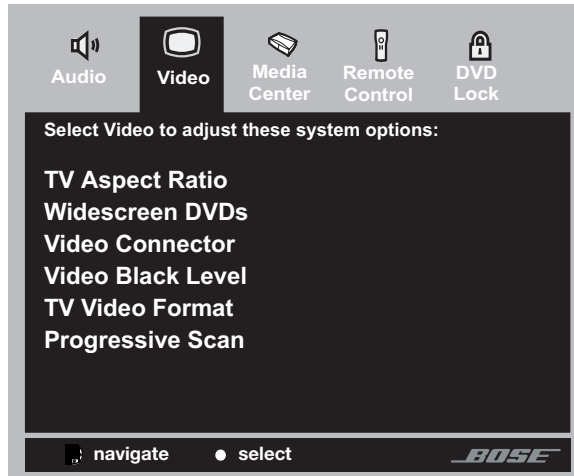 Audio
Video
Media
Center
Remote
Control
DVD
Lock
Select Video to adjust these system options:
TV Aspect Ratio
Widescreen DVDs
Video Connector
Video Black Level
TV Video Format
Progressive Scan
navigate select
BOSE